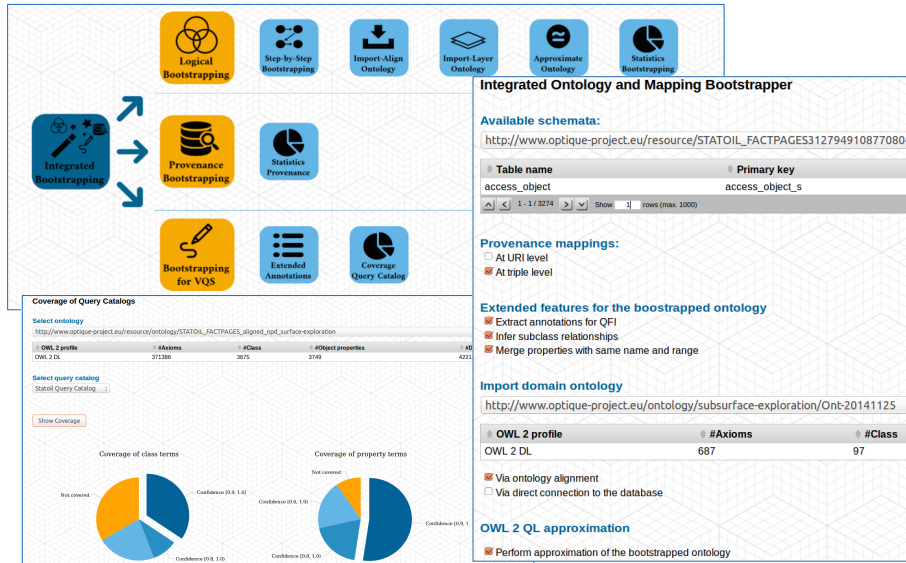 Logical
Bootstrapping
Step-by-Step
Bootstrapping
Import-Align
Ontology
Import-Layer
Ontology
Approximate
Ontology
Statistics
Bootstrapping
Integrated
Bootstrapping
Provenance
Bootstrapping
Statistics
Provenance
Bootstrapping
for VQS
Extended
Annotations
Coverage
Query Catalog
Integrated Ontology and Mapping Bootstrapper
Available schemata:
http://www.optique-project.eu/resource/STATOIL_FACTPAGES31279491087708
Table name Primary key
access_object access_object_s
1 - 1 / 3274 Show 1 rows (max. 1000)
Provenance mappings:
At URI level
At triple level
Extended features for the boostrapped ontology
Extract annotations for QFI
Infer subclass relationships
Merge properties with same name and range
Import domain ontology
http://www.optique-project.eu/ontology/subsurface-exploration/Ont-20141125
OWL 2 profile #Axioms #Class
OWL 2 DL 687 97
Via ontology alignment
Via direct connection to the database
OWL 2 QL approximation
Perform approximation of the bootstrapped ontology
Coverage of Query Catalogs
Select ontology
http://www.optique-project.eu/resource/ontology/STATOIL_FACTPAGES_aligned_npd_surface-exploration
OWL 2 profile #Axioms #Class #Object properties #D
OWL 2 DL 371386 3675 3749 4221
Select query catalog
Statoil Query Catalog
Show Coverage
Coverage of class terms
Not covered
Confidence [0.9, 1.0]
Confidence [0.8, 1.0)
Coverage of property terms
Not covered
Confidence [0.6, 1.0)
Confidence [0.9, 1
Confidence [0.8, 1.0)